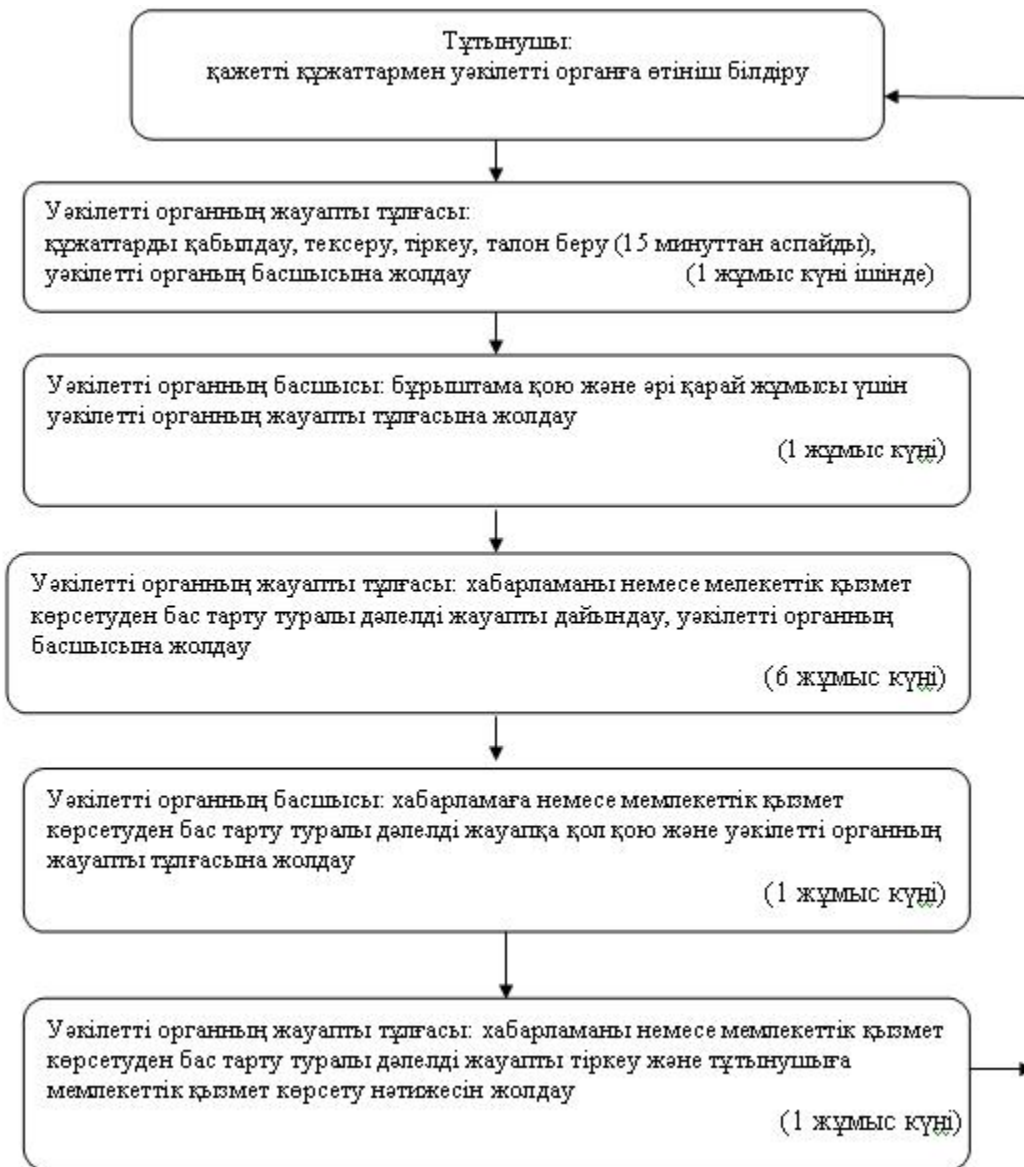 Тұтынушы:
қажетті құжаттармен уәкілетті органға өтініш білдіру
Уәкілетті органның жауапты тұлғасы:
құжаттарды қабылдау, тексеру, тіркеу, талон беру (15 минуттан аспайды),
уәкілетті органың басшысына жолдау (1 жұмыс күні ішінде)
Уәкілетті органның басшысы: бұрыштама қою және әрі қарай жұмысы үшін
уәкілетті органның жауапты тұлғасына жолдау
(1 жұмыс күні)
Уәкілетті органның жауапты тұлғасы: хабарламаны немесе мелекеттік қызмет
көрсетуден бас тарту туралы дәлелді жауапты дайындау, уәкілетті органның
басшысына жолдау
(6 жұмыс күні)
Уәкілетті органның басшысы: хабарламаға немесе мемлекеттік қызмет
көрсетуден бас тарту туралы дәлелді жауапқа қол қою және уәкілетті органның
жауапты тұлғасына жолдау
(1 жұмыс күні)
Уәкілетті органның жауапты тұлғасы: хабарламаны немесе мемлекеттік қызмет
көрсетуден бас тарту туралы дәлелді жауапты тіркеу және тұтынушыға
мемлекеттік қызмет көрсету нәтижесін жолдау
(1 жұмыс күні)